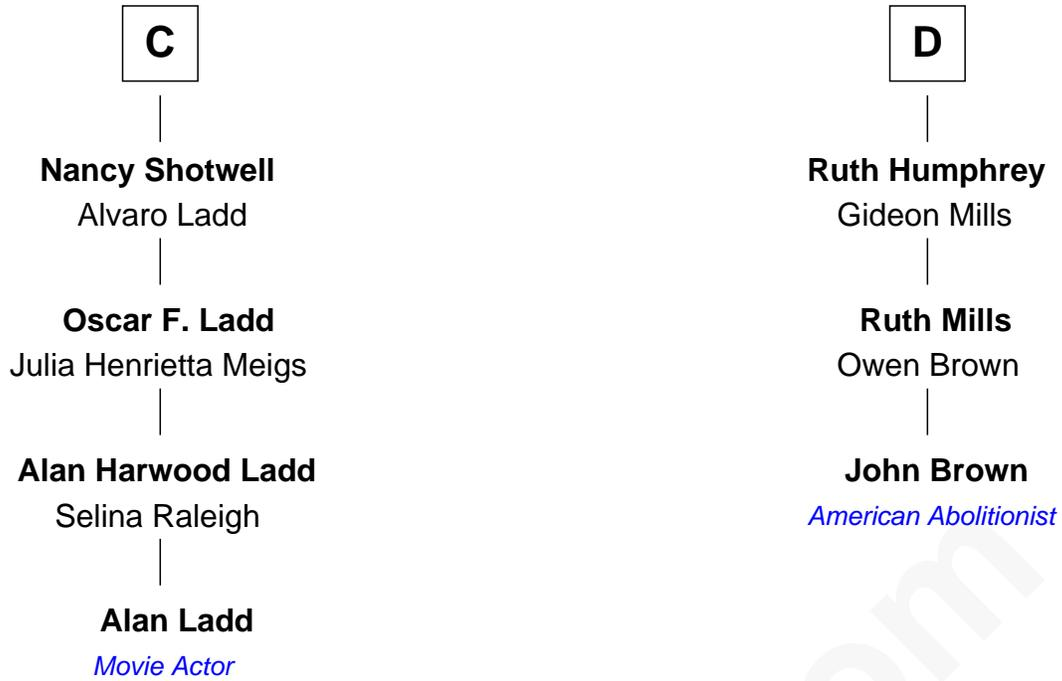 C
Nancy Shotwell
Alvaro Ladd
Oscar F. Ladd
Julia Henrietta Meigs
Alan Harwood Ladd
Selina Raleigh
Alan Ladd
Movie Actor
D
Ruth Humphrey
Gideon Mills
Ruth Mills
Owen Brown
John Brown
American Abolitionist
om